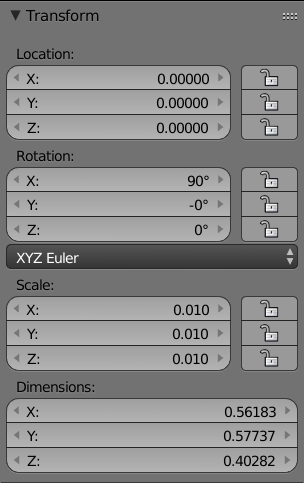 Transform
Location:
X: 0.00000
Y: 0.00000
Z: 0.00000
Rotation:
X: 90°
Y: -0°
Z: 0°
XYZ Euler
Scale:
X: 0.010
Y: 0.010
Z: 0.010
Dimensions:
X: 0.56183
Y: 0.57737
Z: 0.40282